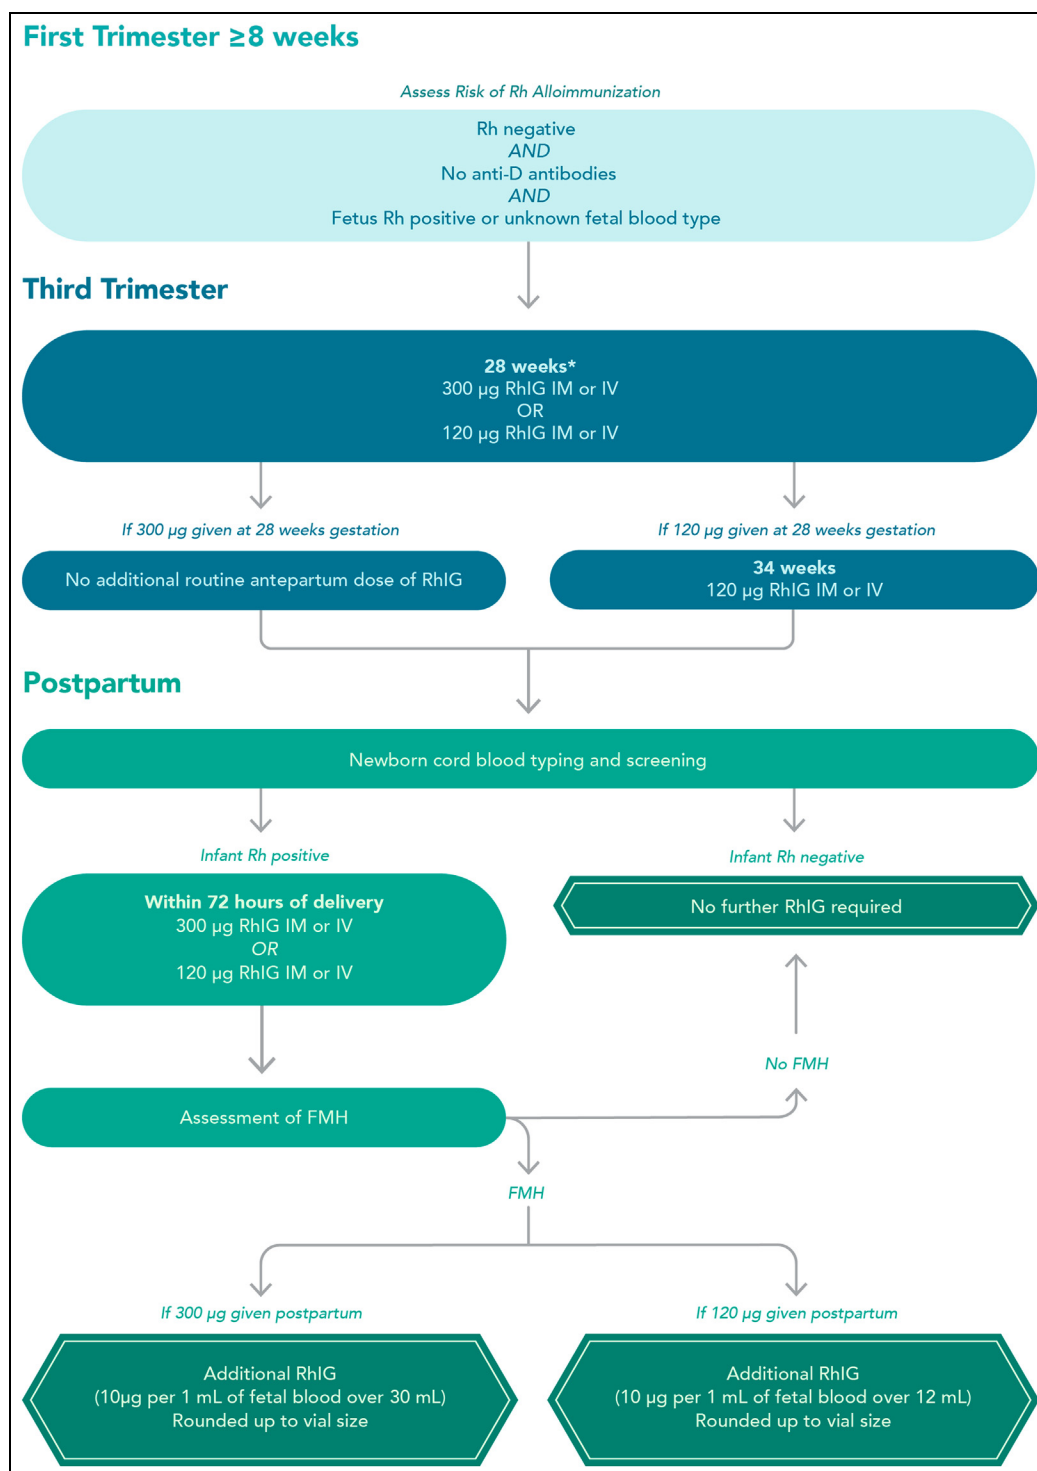 First Trimester ≥8 weeks
Assess Risk of Rh Alloimmunization
Rh negative
AND
No anti-D antibodies
AND
Fetus Rh positive or unknown fetal blood type
Third Trimester
28 weeks*
300 µg RhIG IM or IV
OR
120 µg RhIG IM or IV
If 300 µg given at 28 weeks gestation
If 120 µg given at 28 weeks gestation
No additional routine antepartum dose of RhIG
34 weeks
120 µg RhIG IM or IV
Postpartum
Newborn cord blood typing and screening
Infant Rh positive
Infant Rh negative
Within 72 hours of delivery
300 µg RhIG IM or IV
OR
120 µg RhIG IM or IV
No further RhIG required
No FMH
Assessment of FMH
FMH
If 300 µg given postpartum
If 120 µg given postpartum
Additional RhIG
(10µg per 1 mL of fetal blood over 30 mL)
Rounded up to vial size
Additional RhIG
(10 µg per 1 mL of fetal blood over 12 mL)
Rounded up to vial size